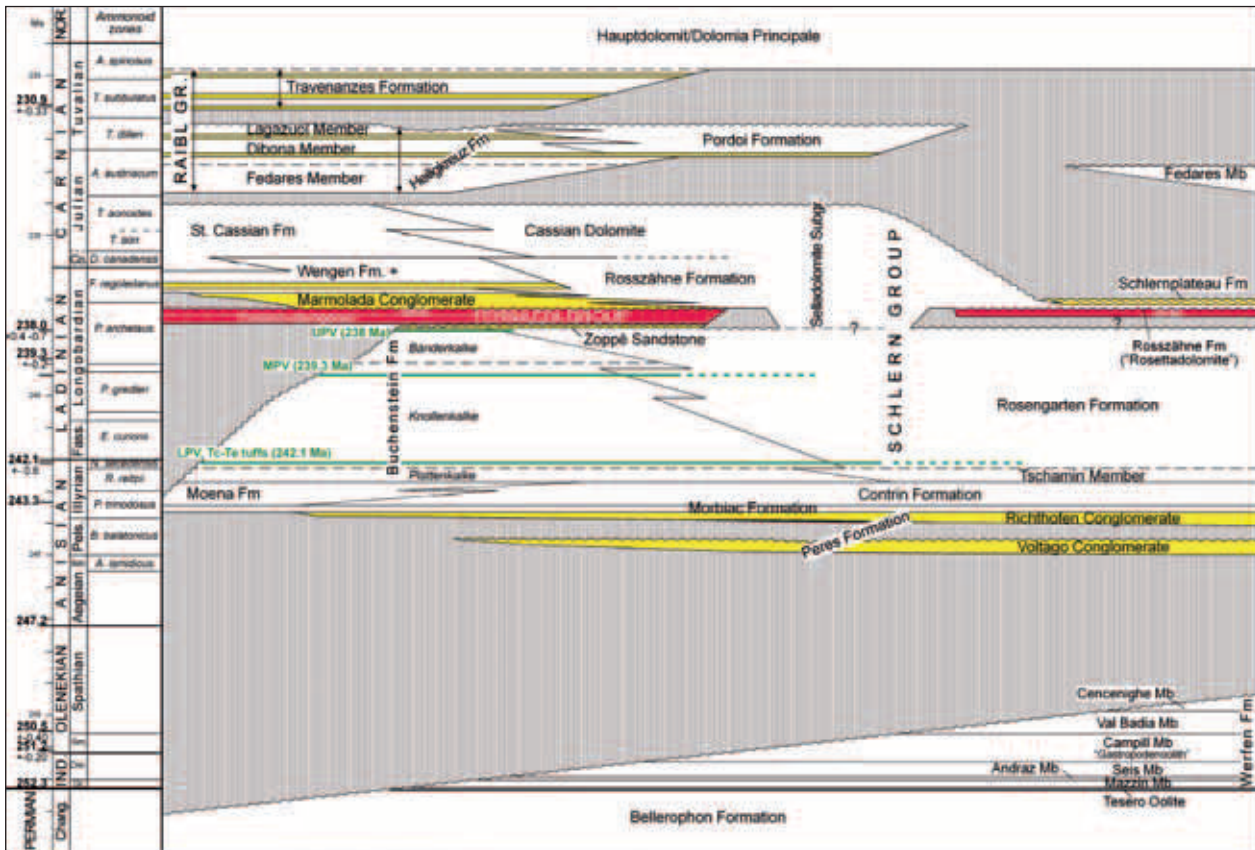 Ma
NOR.
Ammonoid zones
Hauptdolomit/Dolomia Principale
A. spinosus
T. subbulatus
T. dilleri
A. austriacum
T. aonoides
T. aon
D. canadensis
F. regoledanus
P. archelaus
P. gredleri
E. curionii
R. reitzi
P. trinodosus
B. balatonicus
A. ismidicus
CARNIAN
Tuvalian
Julian
LADINIAN
Longobardian
Fass.
ANISIAN
Illyrian
Pels.
Aegeian
OLENEKIAN
Spathian
IND.
PERMIAN
Chang.
230.9
238.0
239.3
242.1
243.3
247.2
250.5
251.2
252.3
RAIBL GR.
Travenanzes Formation
Lagazuoi Member
Dibona Member
Fedares Member
Heiligkreuz Fm
Pordoi Formation
Fedares Mb
St. Cassian Fm
Cassian Dolomite
Selladolomite Subgr.
SCHLERN GROUP
Wengen Fm.
Rosszähne Formation
Schlernplateau Fm
Marmolada Conglomerate
UPV (238 Ma)
Zoppè Sandstone
?
?
Rosszähne Fm
("Rosettadolomite")
Bänderkalke
MPV (239.3 Ma)
Buchenstein Fm
Knollenkalke
Rosengarten Formation
LPV, Tc-Te tuffs (242.1 Ma)
Plattenkalke
Tschamin Member
Moena Fm
Contrin Formation
Morbiac Formation
Richthofen Conglomerate
Peres Formation
Voltago Conglomerate
Cencenighe Mb
Val Badia Mb
Campill Mb
"Gastropodenoolith"
Andraz Mb
Seis Mb
Mazzin Mb
Tesero Oolite
Werfen Fm
Bellerophon Formation